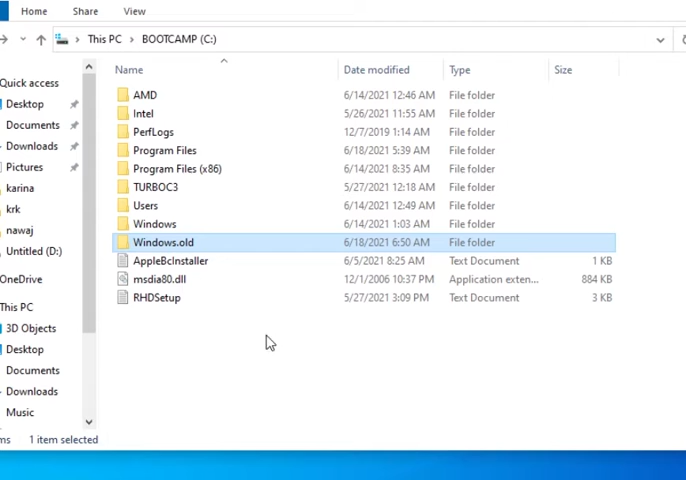 Home Share View
This PC > BOOTCAMP (C:)
Name Date modified Type Size
AMD 6/14/2021 12:46 AM File folder
Intel 5/26/2021 11:55 AM File folder
PerfLogs 12/7/2019 1:14 AM File folder
Program Files 6/18/2021 5:39 AM File folder
Program Files (x86) 6/14/2021 8:35 AM File folder
TURBOC3 5/27/2021 12:18 AM File folder
Users 6/14/2021 12:49 AM File folder
Windows 6/14/2021 1:03 AM File folder
Windows.old 6/18/2021 6:50 AM File folder
AppleBcInstaller 6/5/2021 8:25 AM Text Document 1 KB
msdia80.dll 12/1/2006 10:37 PM Application exten... 884 KB
RHDSetup 5/27/2021 3:09 PM Text Document 3 KB
Quick access
Desktop
Documents
Downloads
Pictures
karina
krk
nawaj
Untitled (D:)
OneDrive
This PC
3D Objects
Desktop
Documents
Downloads
Music
ms 1 item selected